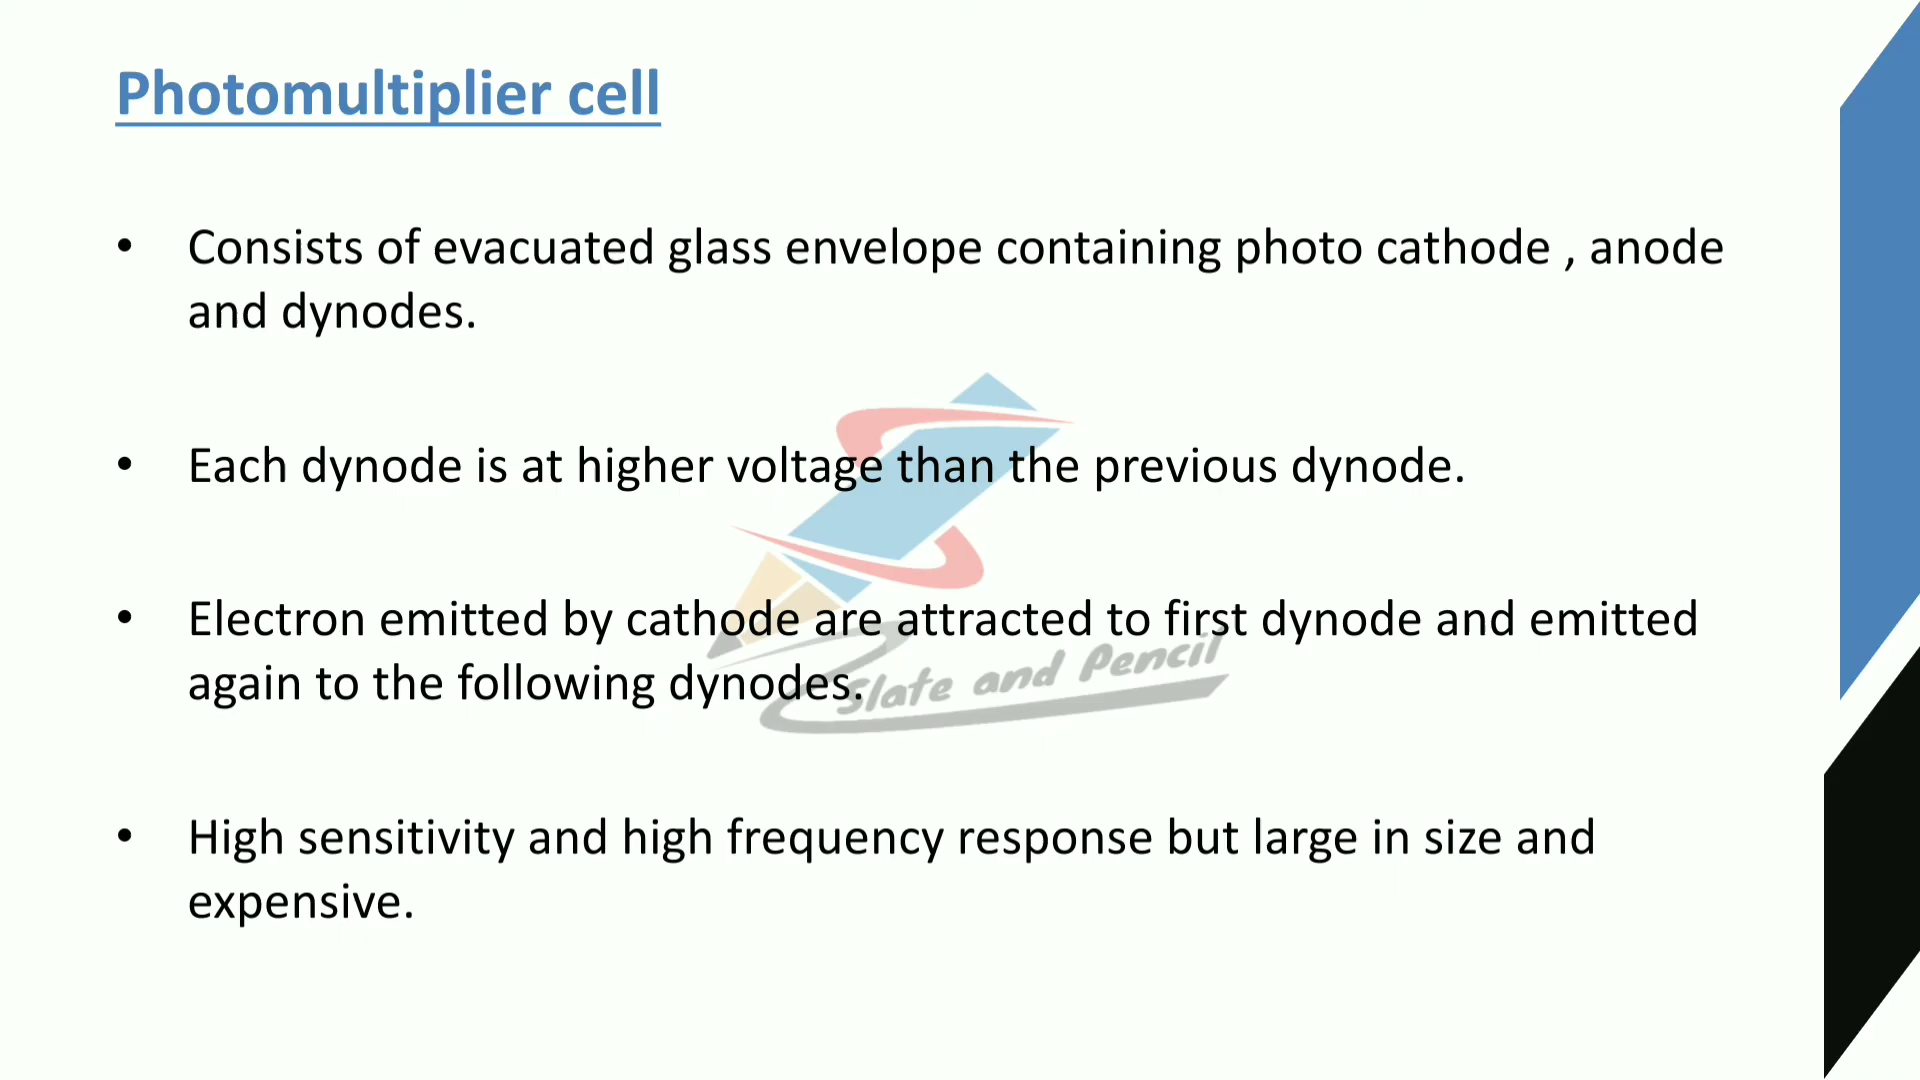 Photomultiplier cell
• Consists of evacuated glass envelope containing photo cathode , anode
and dynodes.
• Each dynode is at higher voltage than the previous dynode.
• Electron emitted by cathode are attracted to first dynode and emitted
again to the following dynodes.
Slate and Pencil
• High sensitivity and high frequency response but large in size and
expensive.